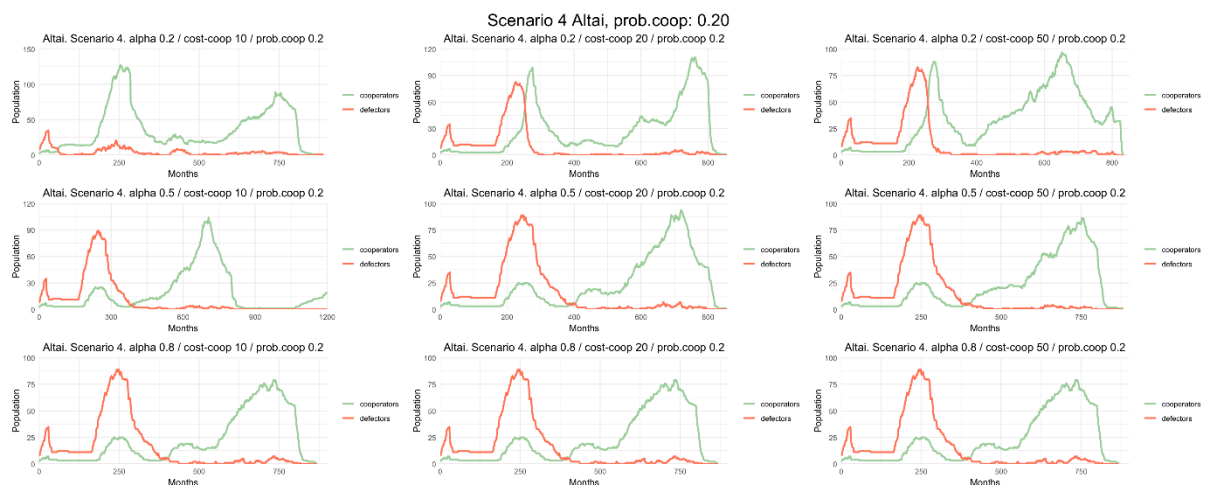 Scenario 4 Altai, prob.coop: 0.20
Altai. Scenario 4. alpha 0.2 / cost-coop 10 / prob.coop 0.2
Population
150
100
50
0
0 250 500 750
Months
cooperators
defectors
Altai. Scenario 4. alpha 0.2 / cost-coop 20 / prob.coop 0.2
Population
120
90
60
30
0
0 200 400 600 800
Months
cooperators
defectors
Altai. Scenario 4. alpha 0.2 / cost-coop 50 / prob.coop 0.2
Population
100
75
50
25
0
0 200 400 600 800
Months
cooperators
defectors
Altai. Scenario 4. alpha 0.5 / cost-coop 10 / prob.coop 0.2
Population
120
90
60
30
0
0 300 600 900 1200
Months
cooperators
defectors
Altai. Scenario 4. alpha 0.5 / cost-coop 20 / prob.coop 0.2
Population
100
75
50
25
0
0 200 400 600 800
Months
cooperators
defectors
Altai. Scenario 4. alpha 0.5 / cost-coop 50 / prob.coop 0.2
Population
100
75
50
25
0
0 250 500 750
Months
cooperators
defectors
Altai. Scenario 4. alpha 0.8 / cost-coop 10 / prob.coop 0.2
Population
100
75
50
25
0
0 250 500 750
Months
cooperators
defectors
Altai. Scenario 4. alpha 0.8 / cost-coop 20 / prob.coop 0.2
Population
100
75
50
25
0
0 250 500 750
Months
cooperators
defectors
Altai. Scenario 4. alpha 0.8 / cost-coop 50 / prob.coop 0.2
Population
100
75
50
25
0
0 250 500 750
Months
cooperators
defectors